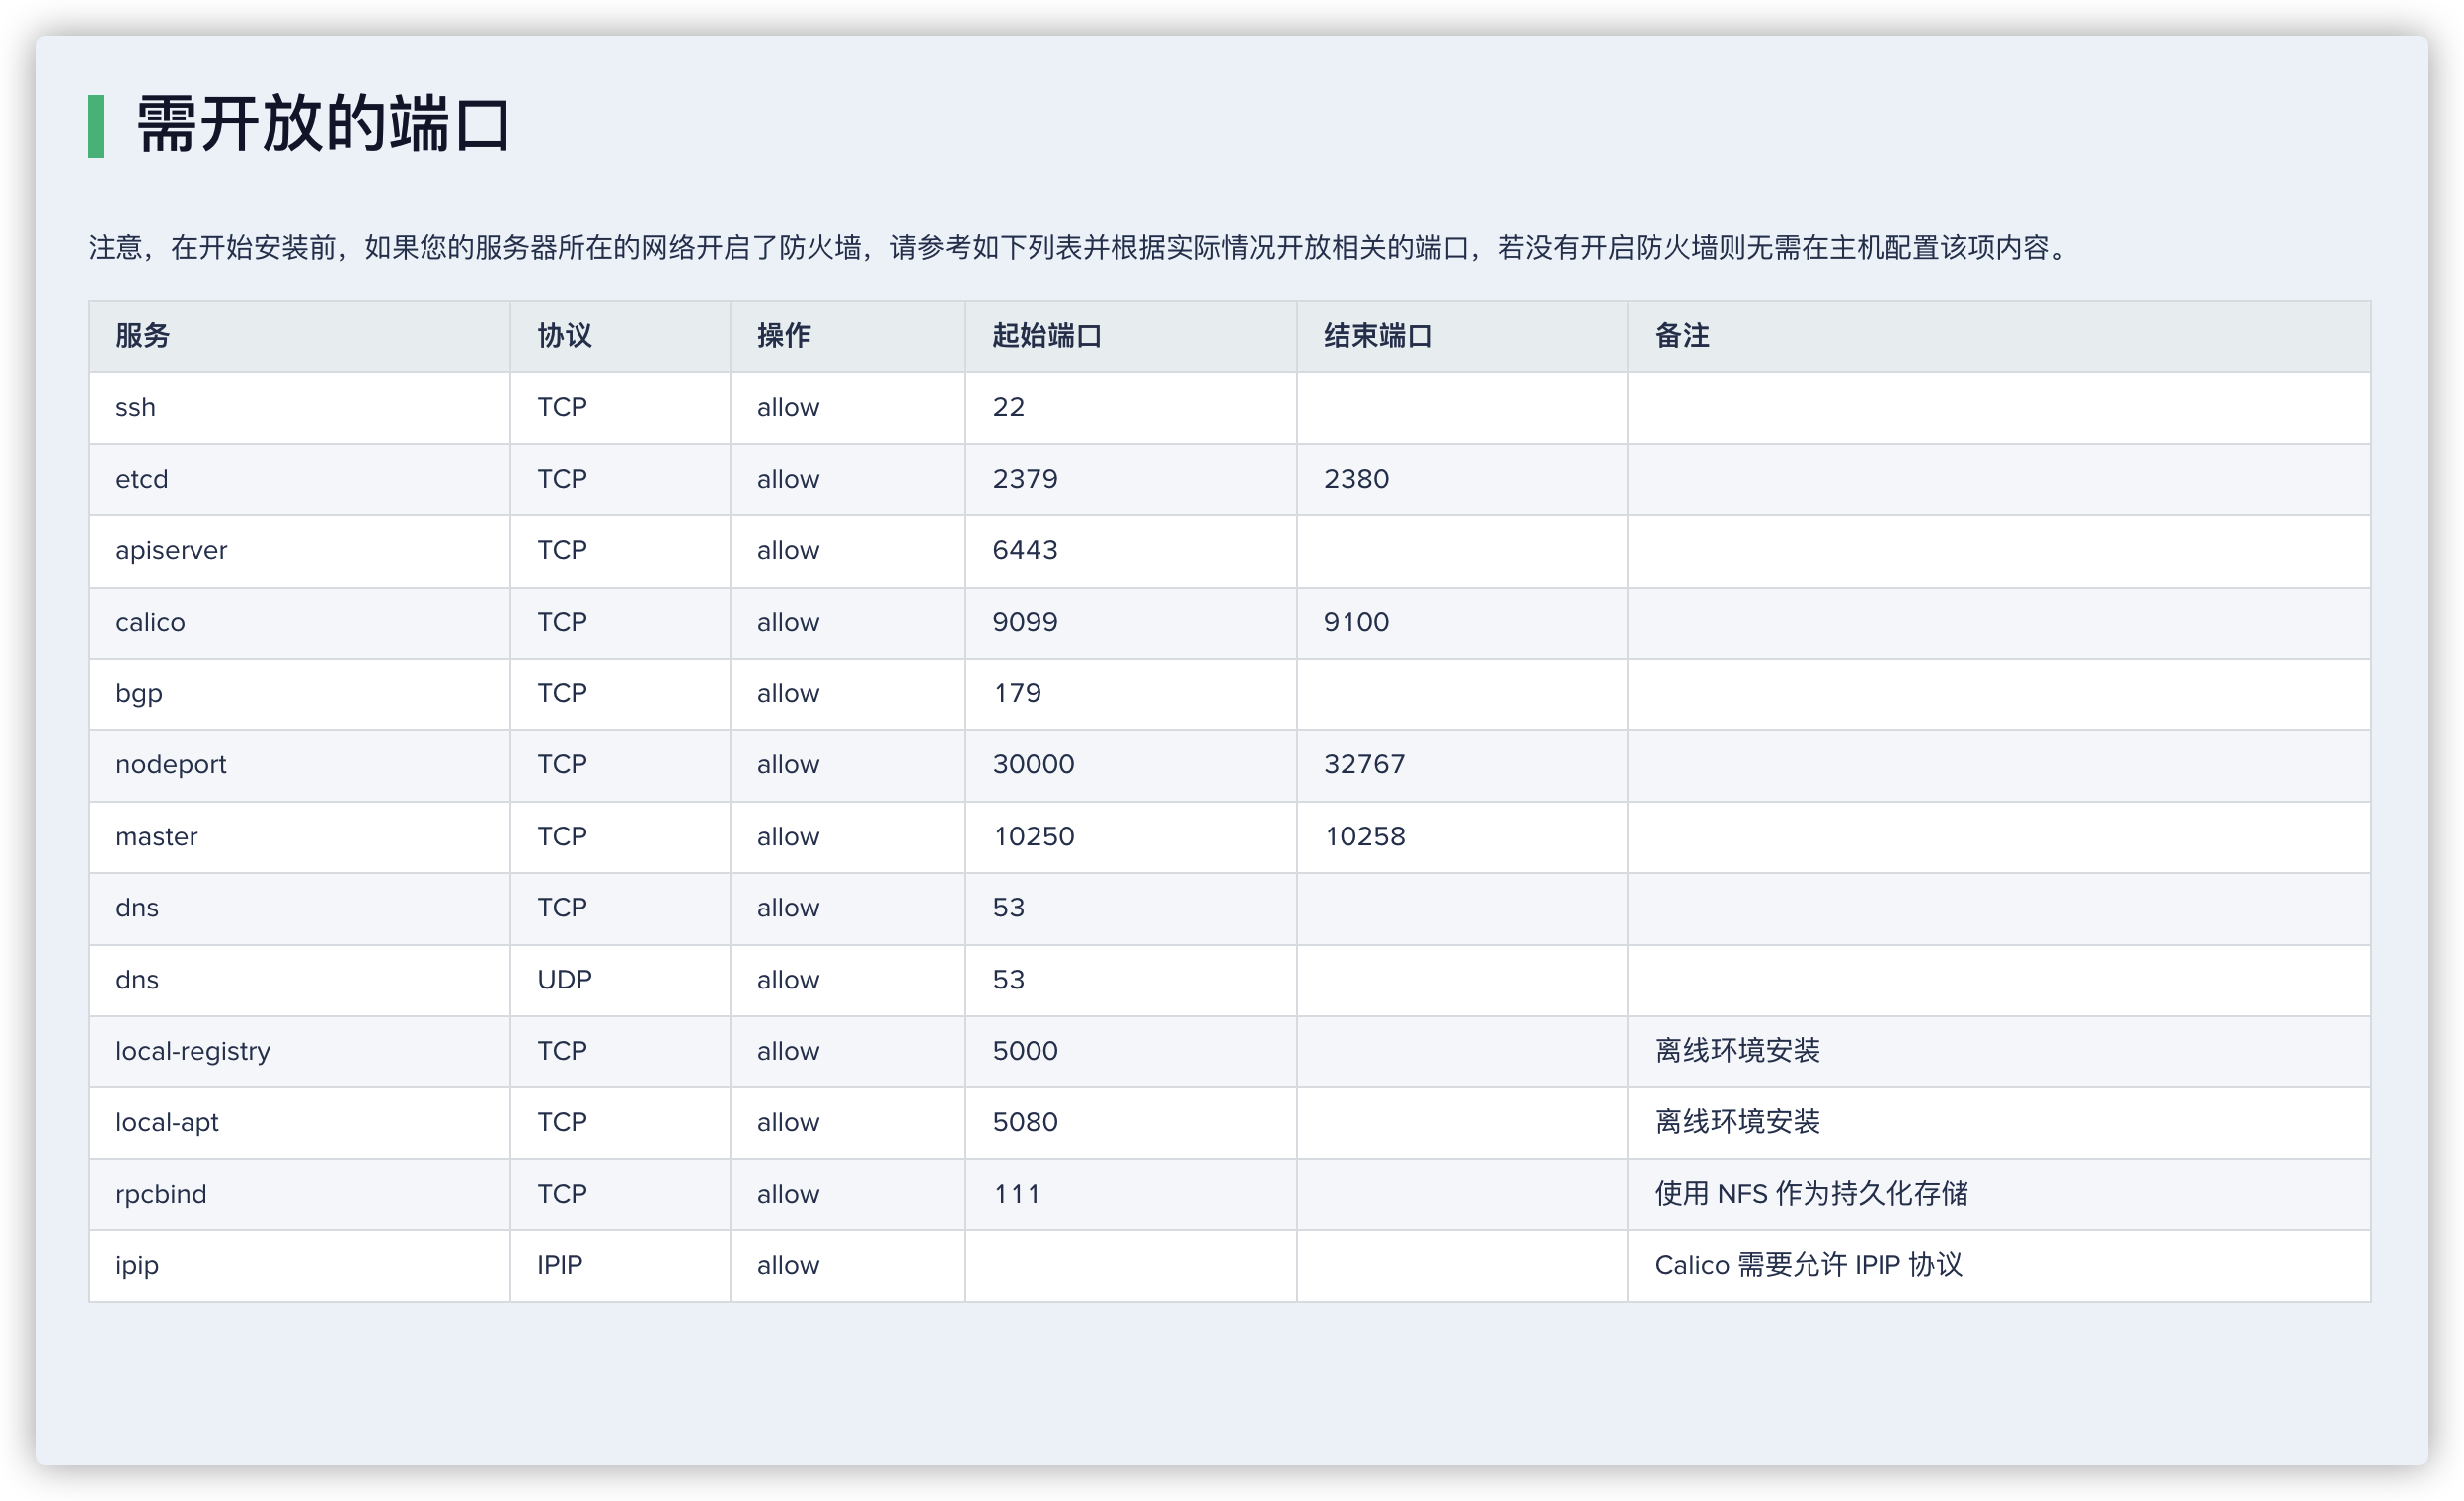 需开放的端口
注意，在开始安装前，如果您的服务器所在的网络开启了防火墙，请参考如下列表并根据实际情况开放相关的端口，若没有开启防火墙则无需在主机配置该项内容。
服务 协议 操作 起始端口 结束端口 备注
ssh TCP allow 22
etcd TCP allow 2379 2380
apiserver TCP allow 6443
calico TCP allow 9099 9100
bgp TCP allow 179
nodeport TCP allow 30000 32767
master TCP allow 10250 10258
dns TCP allow 53
dns UDP allow 53
local-registry TCP allow 5000 离线环境安装
local-apt TCP allow 5080 离线环境安装
rpcbind TCP allow 111 使用 NFS 作为持久化存储
ipip IPIP allow Calico 需要允许 IPIP 协议